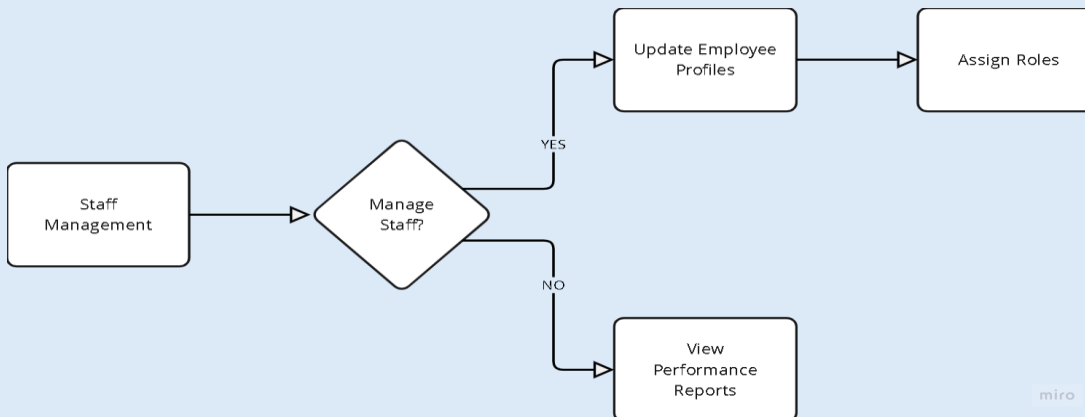 Update Employee
Profiles
Assign Roles
YES
Staff
Management
Manage
Staff?
NO
View
Performance
Reports
miro